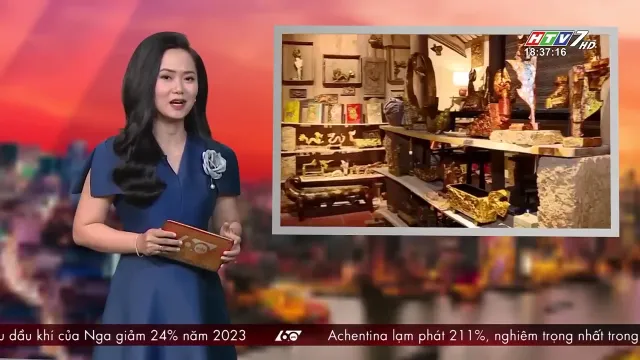 HTV7 HD
18:37:16
u dầu khí của Nga giảm 24% năm 2023
Achentina lạm phát 211%, nghiêm trọng nhất trong